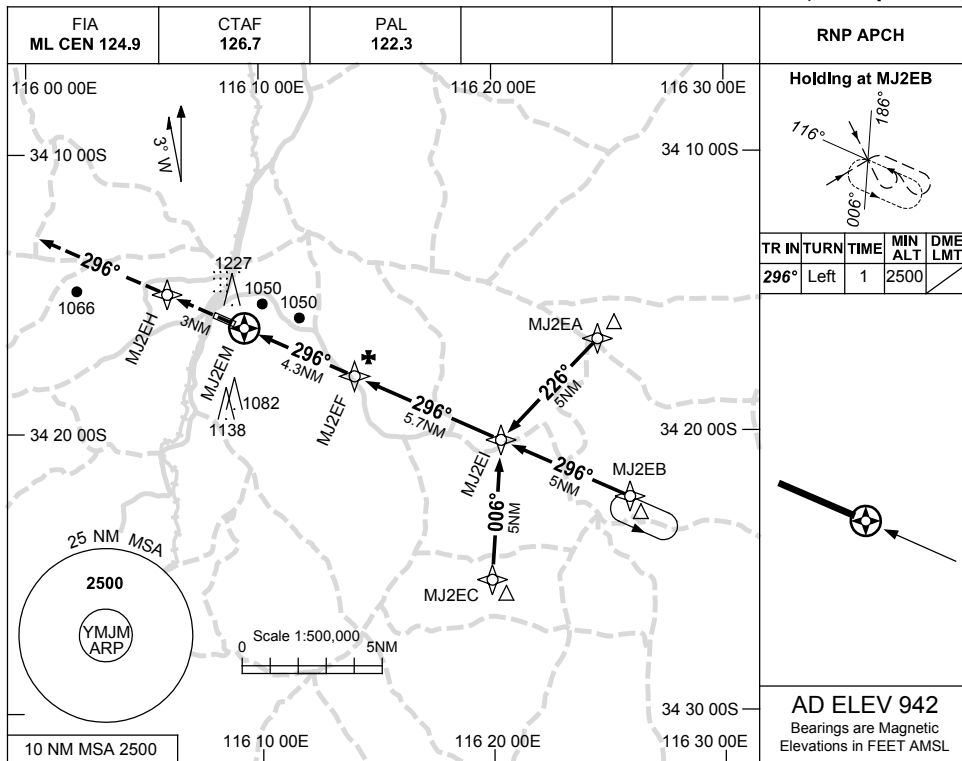 FIA
ML CEN 124.9
CTAF
126.7
PAL
122.3
RNP APCH
116 00 00E
116 10 00E
116 20 00E
116 30 00E
Holding at MJ2EB
116°
186°
006°
3° W
34 10 00S
34 10 00S
TR IN
TURN
TIME
MIN ALT
DME LMT
296°
Left
1
2500
296°
1066
1227
1050
1050
MJ2EH
3NM
MJ2EM
296°
4.3NM
MJ2EF
MJ2EA
226°
5NM
296°
5.7NM
1082
1138
34 20 00S
34 20 00S
MJ2EI
296°
5NM
MJ2EB
006°
5NM
MJ2EC
25 NM MSA
2500
YMJM
ARP
Scale 1:500,000
0
5NM
34 30 00S
10 NM MSA 2500
116 10 00E
116 20 00E
116 30 00E
AD ELEV 942
Bearings are Magnetic
Elevations in FEET AMSL